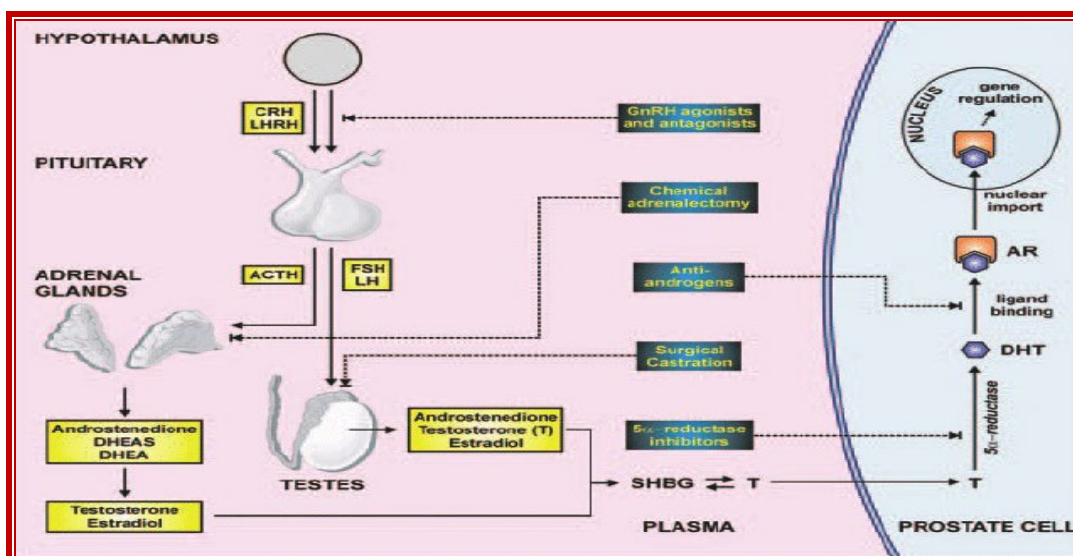 HYPOTHALAMUS
CRH
LHRH
GnRH agonists
and antagonists
PITUITARY
Chemical
adrenalectomy
ADRENAL
GLANDS
ACTH
FSH
LH
Anti-
androgens
Surgical
Castration
Androstenedione
DHEAS
DHEA
Testosterone
Estradiol
TESTES
Androstenedione
Testosterone (T)
Estradiol
5α-reductase
inhibitors
SHBG ⇌ T
PLASMA
NUCLEUS
gene
regulation
nuclear
import
AR
ligand
binding
DHT
5α-reductase
T
PROSTATE CELL